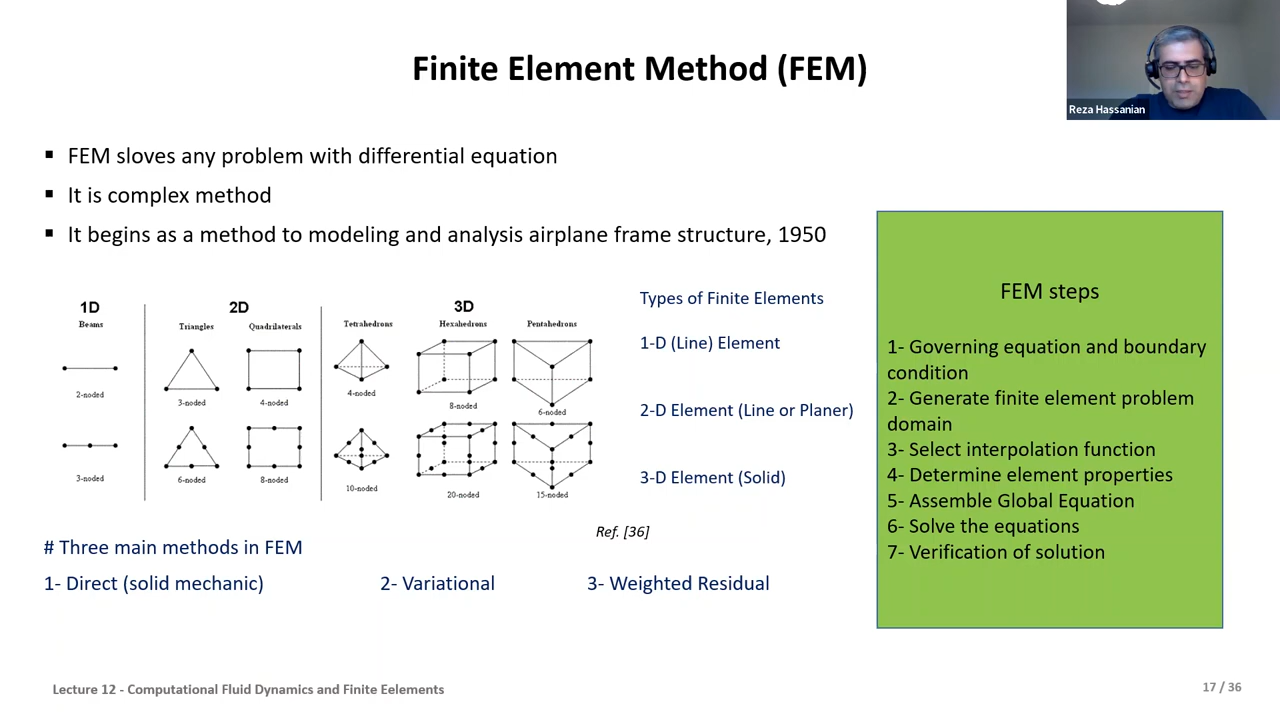 Finite Element Method (FEM)
Reza Hassanian
▪ FEM sloves any problem with differential equation
▪ It is complex method
▪ It begins as a method to modeling and analysis airplane frame structure, 1950
1D
2D
3D
Beams
Triangles
Quadrilaterals
Tetrahedrons
Hexahedrons
Pentahedrons
2-noded
3-noded
4-noded
4-noded
8-noded
6-noded
3-noded
6-noded
8-noded
10-noded
20-noded
15-noded
Types of Finite Elements
1-D (Line) Element
2-D Element (Line or Planer)
3-D Element (Solid)
Ref. [36]
# Three main methods in FEM
1- Direct (solid mechanic) 2- Variational 3- Weighted Residual
FEM steps
1- Governing equation and boundary
condition
2- Generate finite element problem
domain
3- Select interpolation function
4- Determine element properties
5- Assemble Global Equation
6- Solve the equations
7- Verification of solution
Lecture 12 - Computational Fluid Dynamics and Finite Eelements
17 / 36